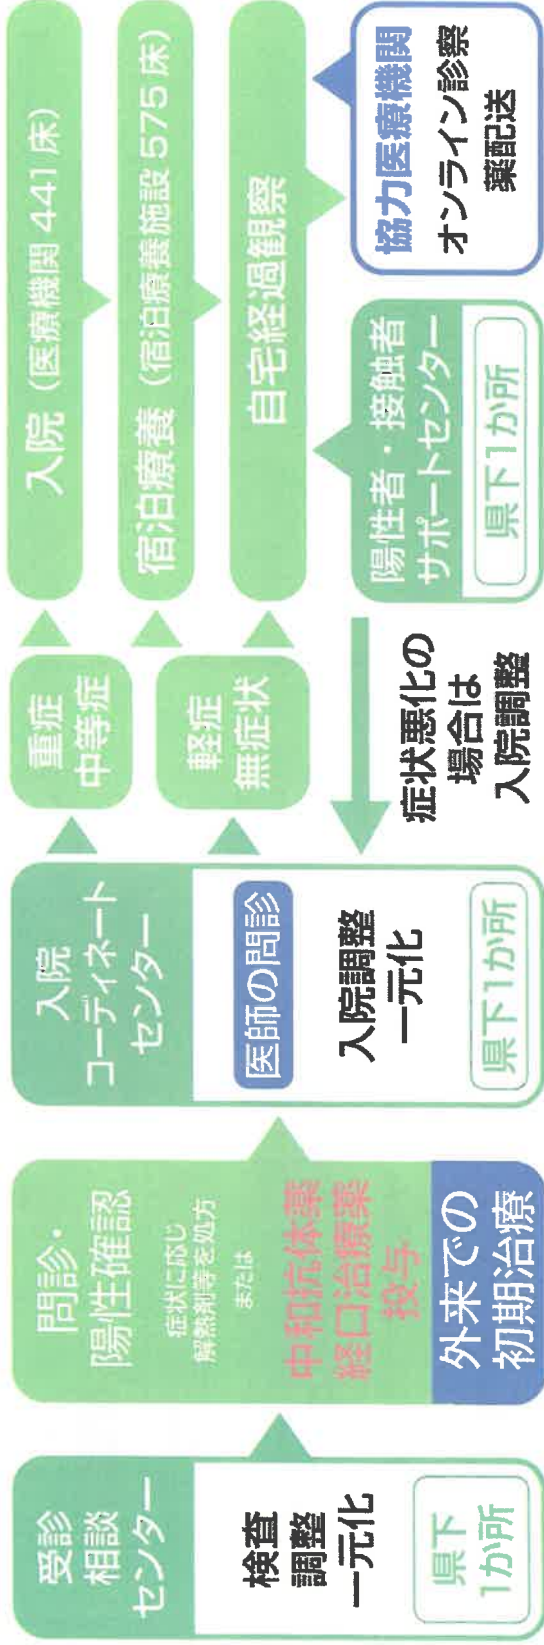 受診
相談
センター
検査
調整
一元化
県下
1か所
問診・
陽性確認
症状に応じ
解熱剤等を処方
または
中和抗体薬
経口治療薬
投与
外来での
初期治療
入院
コーディネート
センター
医師の問診
入院調整
一元化
県下1か所
重症
中等症
軽症
無症状
症状悪化の
場合は
入院調整
入院（医療機関 441 床）
宿泊療養（宿泊療養施設 575 床）
自宅経過観察
陽性者・接触者
サポートセンター
県下1か所
協力医療機関
オンライン診察
薬配送